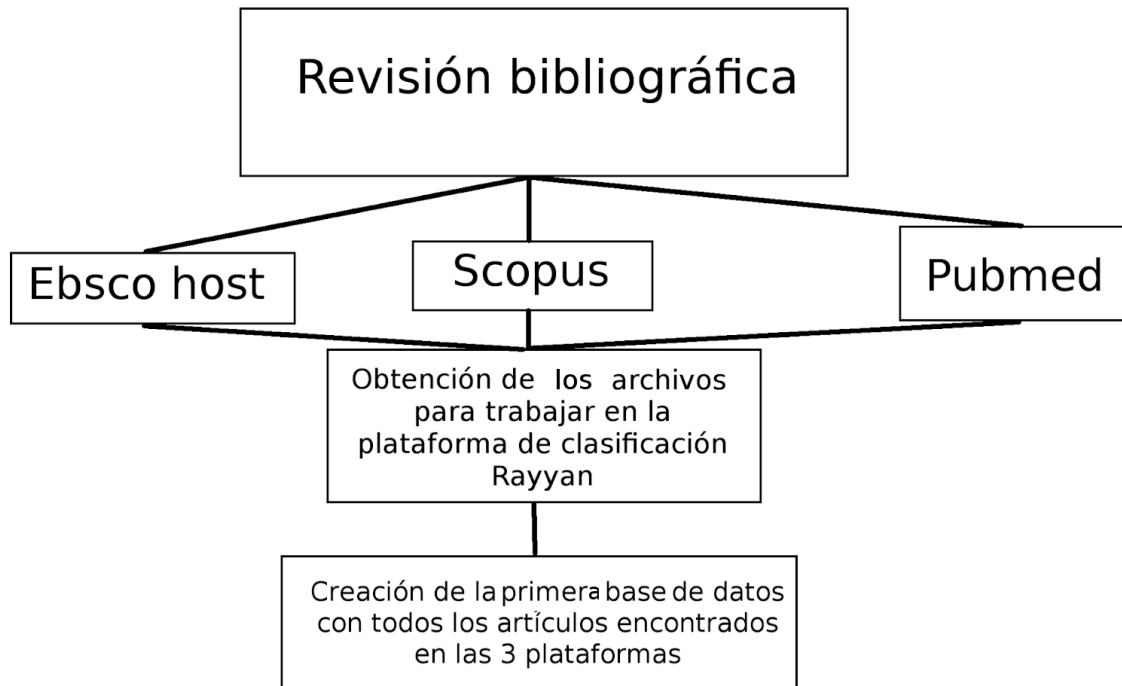 Revisión bibliográfica
Ebsco host
Scopus
Pubmed
Obtención de los archivos
para trabajar en la
plataforma de clasificación
Rayyan
Creación de la primera base de datos
con todos los artículos encontrados
en las 3 plataformas